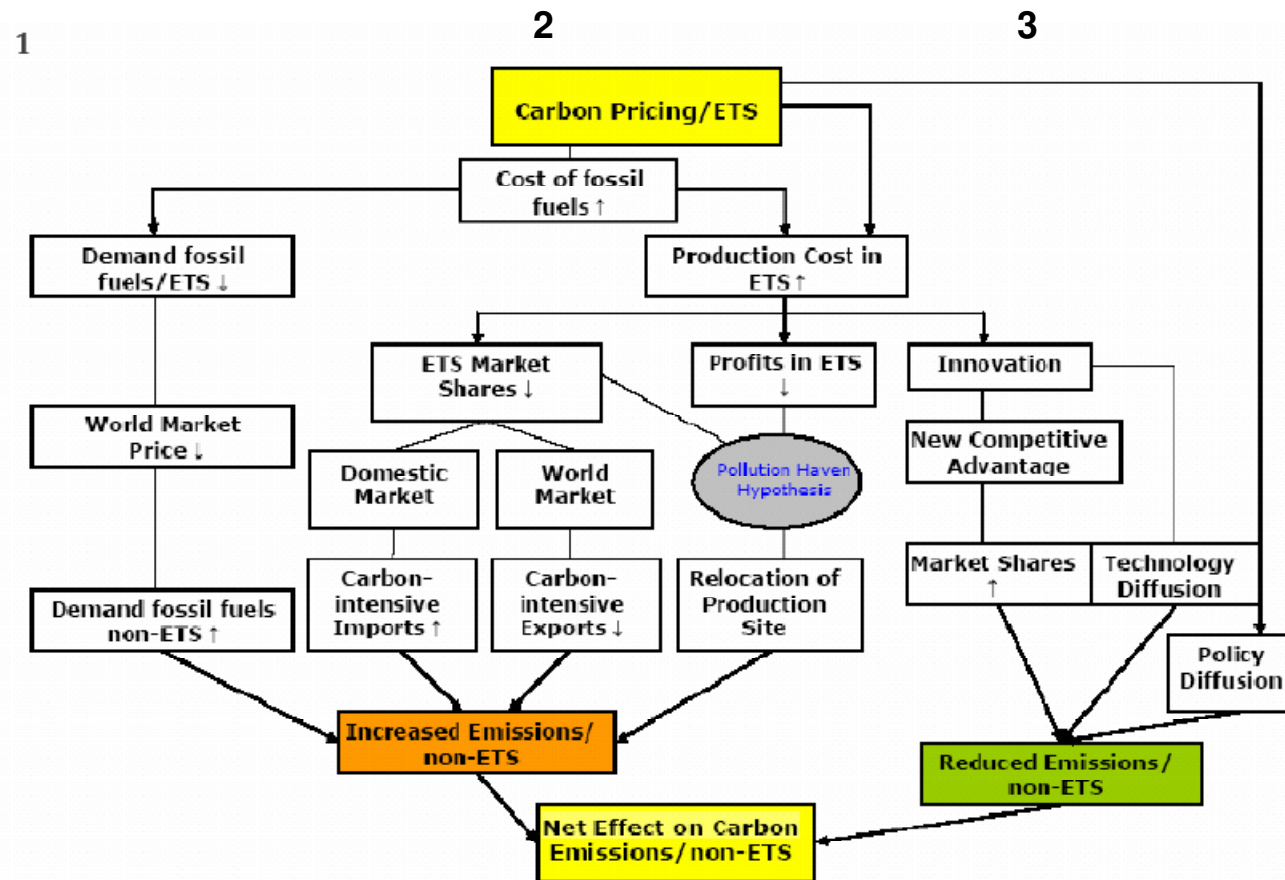 1
2
3
Carbon Pricing/ETS
Cost of fossil
fuels ↑
Demand fossil
fuels/ETS ↓
Production Cost in
ETS ↑
ETS Market
Shares ↓
Profits in ETS
↓
Innovation
World Market
Price ↓
New Competitive
Advantage
Domestic
Market
World
Market
Pollution Haven
Hypothesis
Demand fossil fuels
non-ETS ↑
Carbon-
intensive
Imports ↑
Carbon-
intensive
Exports ↓
Relocation of
Production
Site
Market Shares
↑
Technology
Diffusion
Policy
Diffusion
Increased Emissions/
non-ETS
Reduced Emissions/
non-ETS
Net Effect on Carbon
Emissions/non-ETS